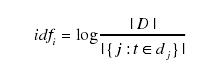 idf_i = log |D| / |{j : t ∈ d_j}|